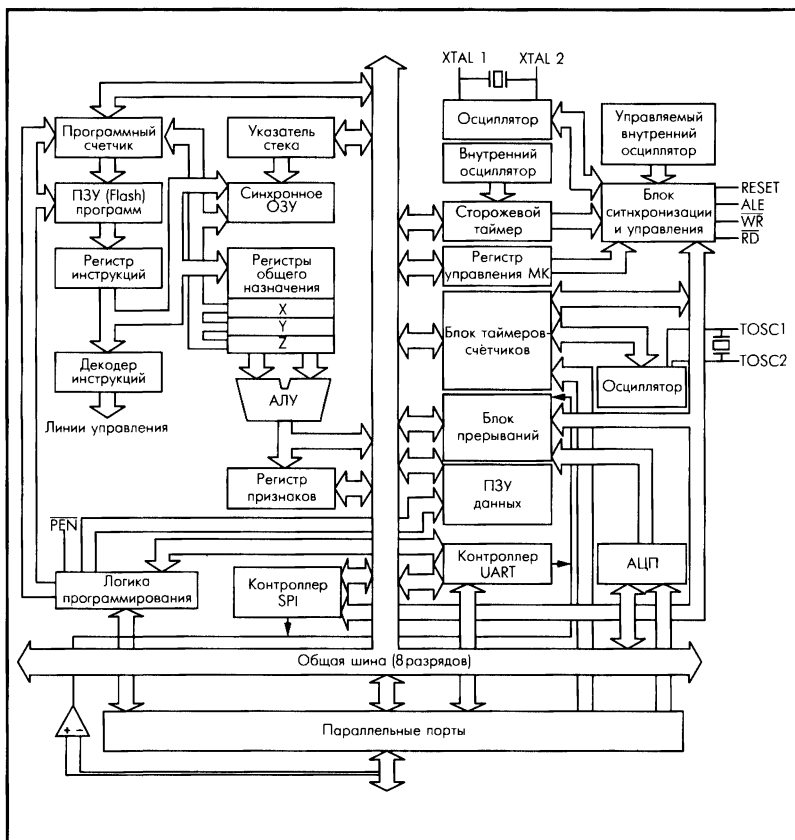 XTAL 1
XTAL 2
Программный
счетчик
Указатель
стека
Осциллятор
Управляемый
внутренний
осциллятор
Внутренний
осциллятор
ПЗУ (Flash)
программ
Синхронное
ОЗУ
Сторожевой
таймер
Блок
ситнхронизации
и управления
RESET
ALE
WR
RD
Регистр
инструкций
Регистры
общего
назначения
X
Y
Z
Регистр
управления МК
Блок таймеров-
счётчиков
TOSC1
TOSC2
Осциллятор
Декодер
инструкций
Линии управления
АЛУ
Блок
прерываний
Регистр
признаков
ПЗУ
данных
PEN
Логика
программирования
Контроллер
SPI
Контроллер
UART
АЦП
Общая шина (8 разрядов)
+ −
Параллельные порты